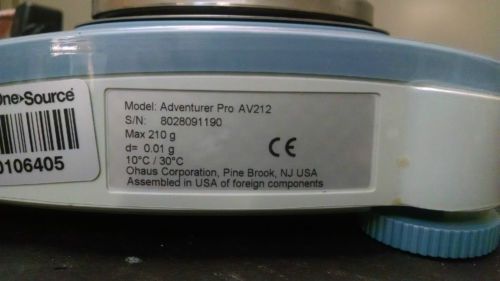 One>Source
0106405
Model: Adventurer Pro AV212
S/N: 8028091190
Max 210 g
d= 0.01 g
10°C / 30°C
Ohaus Corporation, Pine Brook, NJ USA
Assembled in USA of foreign components
CE